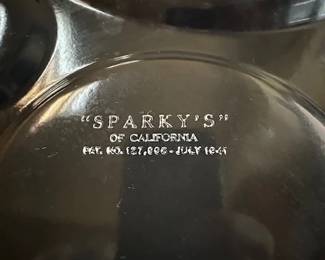 "SPARKY'S"
OF CALIFORNIA
PAT. NO. 127,996 - JULY 1941